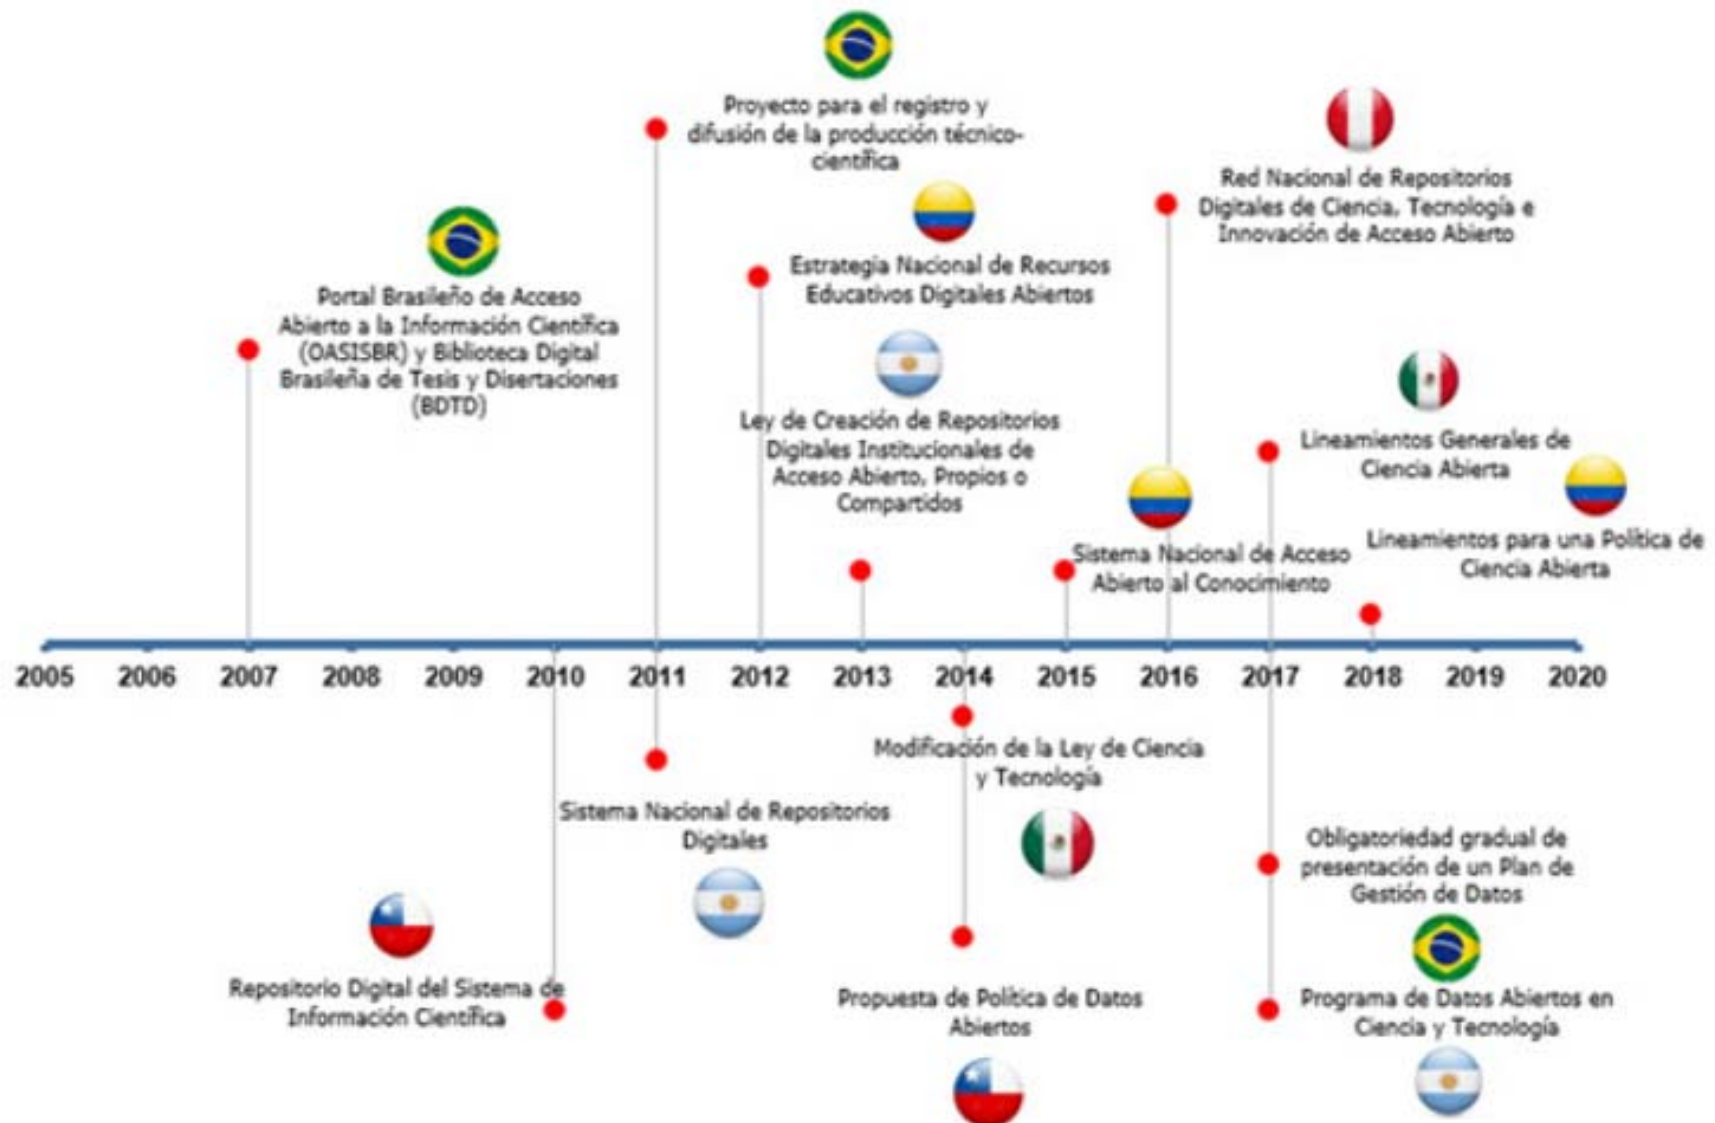 Proyecto para el registro y
difusión de la producción técnico-
científica
Red Nacional de Repositorios
Digitales de Ciencia, Tecnología e
Innovación de Acceso Abierto
Estrategia Nacional de Recursos
Educativos Digitales Abiertos
Portal Brasileño de Acceso
Abierto a la Información Científica
(OASISBR) y Biblioteca Digital
Brasileña de Tesis y Disertaciones
(BDTD)
Ley de Creación de Repositorios
Digitales Institucionales de
Acceso Abierto, Propios o
Compartidos
Lineamientos Generales de
Ciencia Abierta
Sistema Nacional de Acceso
Abierto al Conocimiento
Lineamientos para una Política de
Ciencia Abierta
2005 2006 2007 2008 2009 2010 2011 2012 2013 2014 2015 2016 2017 2018 2019 2020
Modificación de la Ley de Ciencia
y Tecnología
Sistema Nacional de Repositorios
Digitales
Obligatoriedad gradual de
presentación de un Plan de
Gestión de Datos
Repositorio Digital del Sistema de
Información Científica
Propuesta de Política de Datos
Abiertos
Programa de Datos Abiertos en
Ciencia y Tecnología